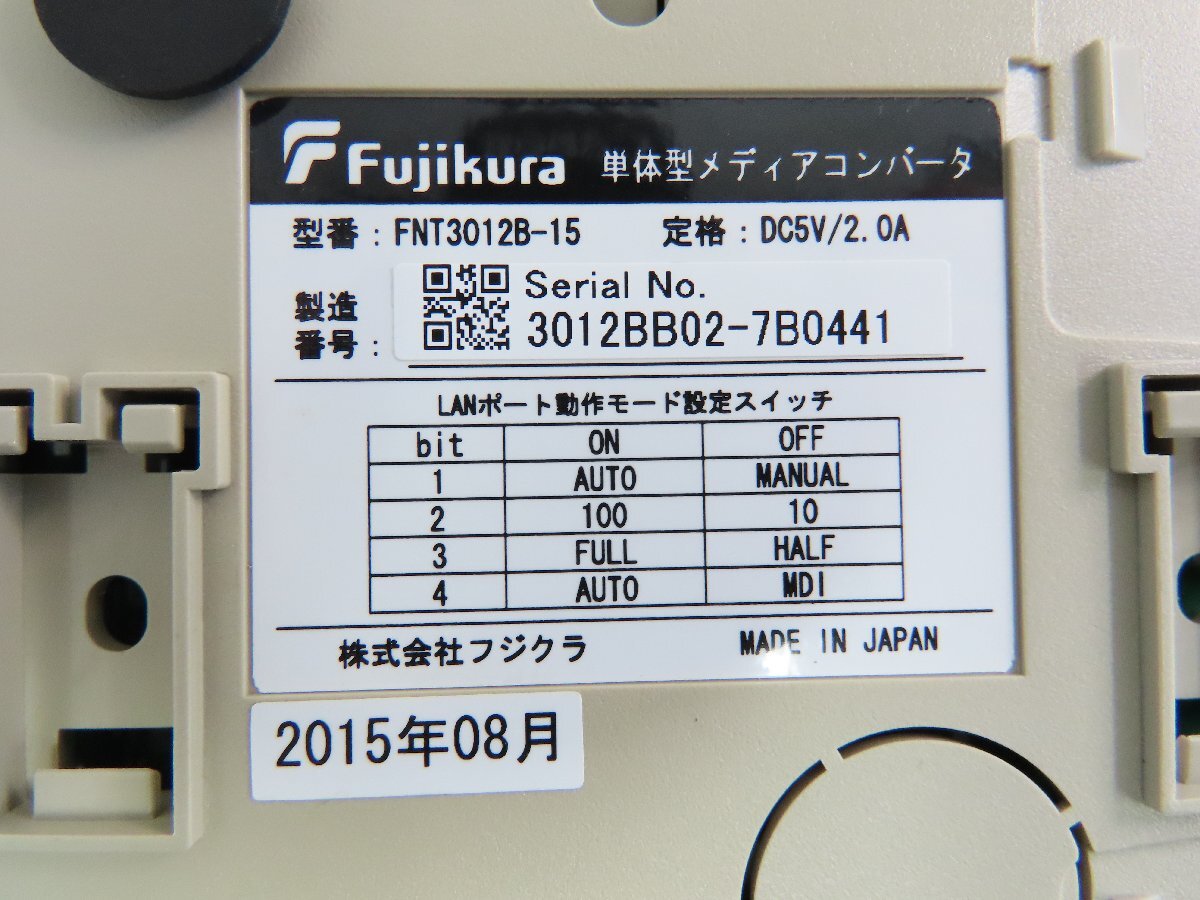 Fujikura 単体型メディアコンバータ
型番：FNT3012B-15 定格：DC5V/2.0A
製造
番号：
Serial No.
3012BB02-7B0441
LANポート動作モード設定スイッチ
bit ON OFF
1 AUTO MANUAL
2 100 10
3 FULL HALF
4 AUTO MDI
株式会社フジクラ MADE IN JAPAN
2015年08月